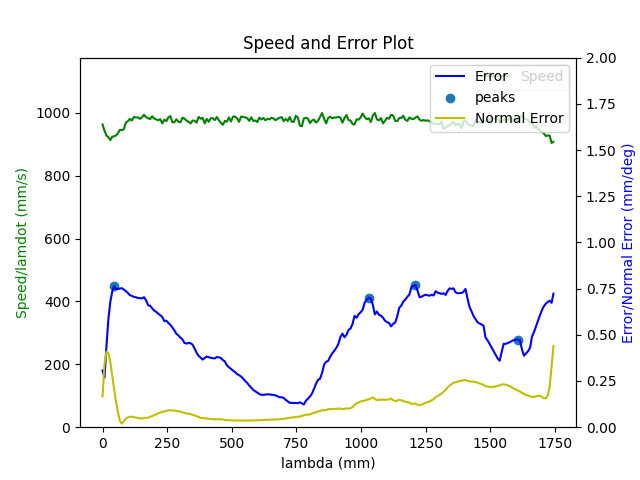 Speed and Error Plot
Speed/lamdot (mm/s)
1000
800
600
400
200
0
2.00
1.75
1.50
1.25
1.00
0.75
0.50
0.25
0.00
Error/Normal Error (mm/deg)
Error
peaks
Normal Error
Speed
0
250
500
750
1000
1250
1500
1750
lambda (mm)